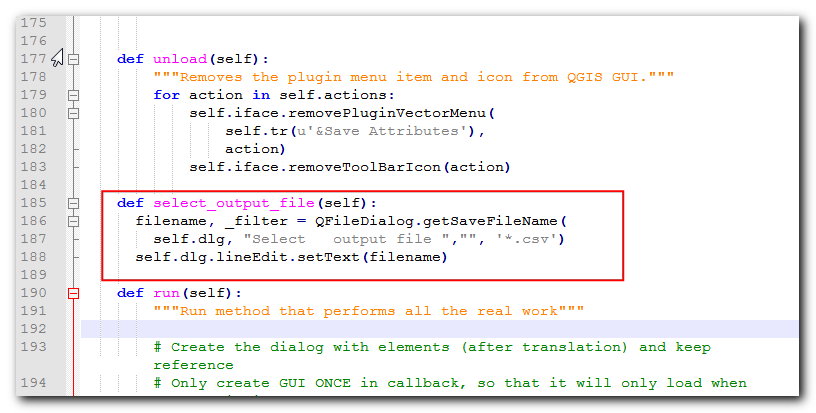 175
176
177 def unload(self):
178 """Removes the plugin menu item and icon from QGIS GUI."""
179 for action in self.actions:
180 self.iface.removePluginVectorMenu(
181 self.tr(u'&Save Attributes'),
182 action)
183 self.iface.removeToolBarIcon(action)
184
185 def select_output_file(self):
186 filename, _filter = QFileDialog.getSaveFileName(
187 self.dlg, "Select   output file ","", '*.csv')
188 self.dlg.lineEdit.setText(filename)
189
190 def run(self):
191 """Run method that performs all the real work"""
192
193 # Create the dialog with elements (after translation) and keep
reference
194 # Only create GUI ONCE in callback, so that it will only load when